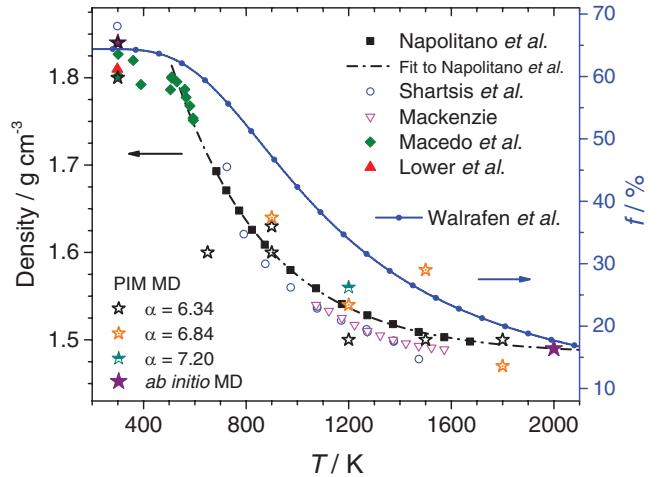 Napolitano et al.
Fit to Napolitano et al.
Shartsis et al.
Mackenzie
Macedo et al.
Lower et al.
Walrafen et al.
PIM MD
α = 6.34
α = 6.84
α = 7.20
ab initio MD
Density / g cm⁻³
1.8
1.7
1.6
1.5
f / %
70
60
50
40
30
20
10
400 800 1200 1600 2000
T / K